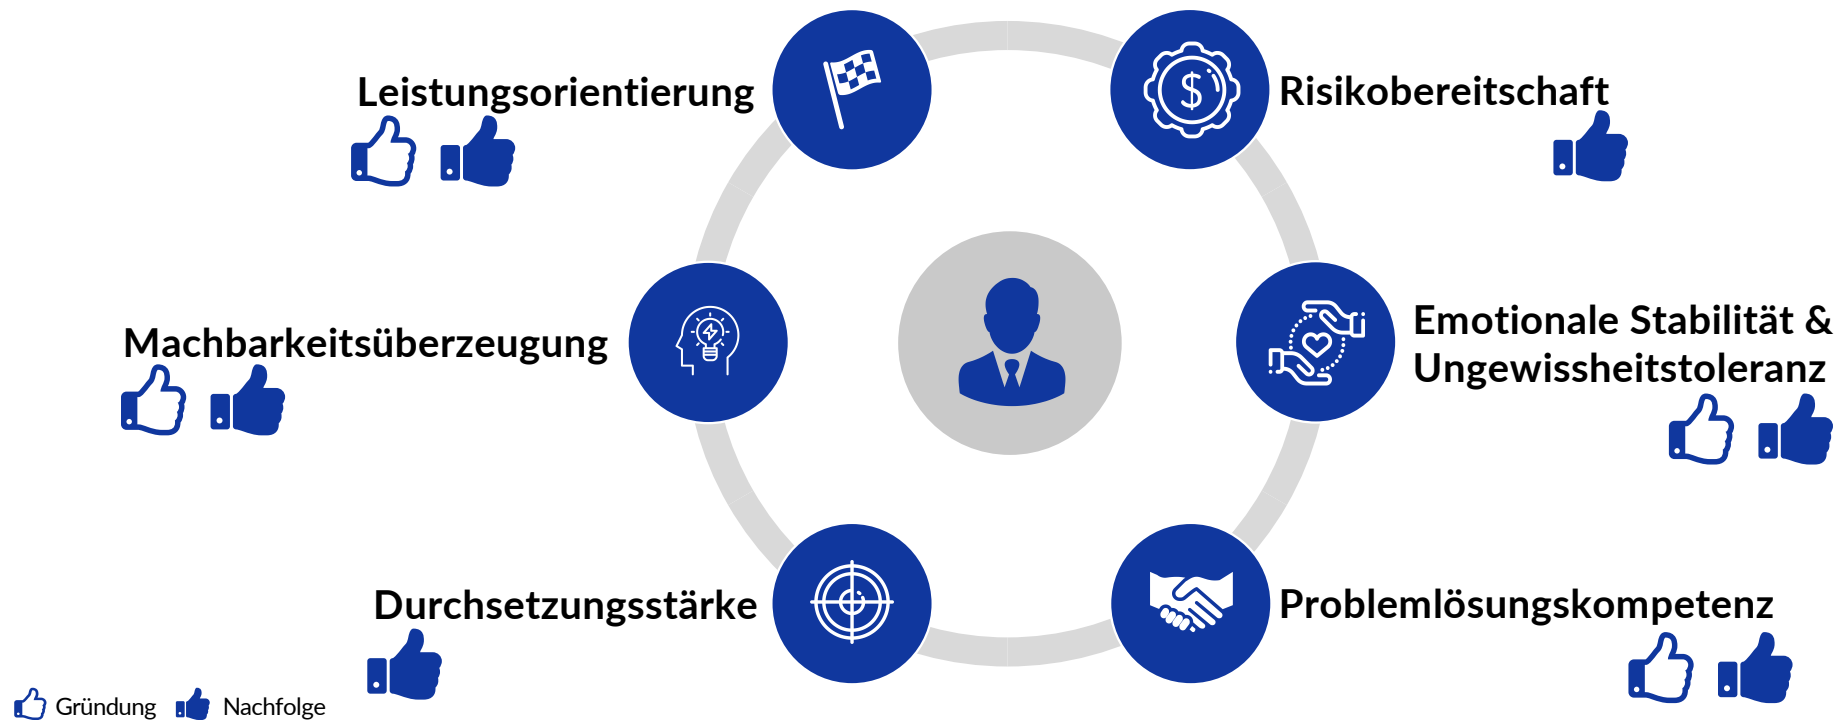 Leistungsorientierung
Risikobereitschaft
Machbarkeitsüberzeugung
Emotionale Stabilität &
Ungewissheitstoleranz
Durchsetzungsstärke
Problemlösungskompetenz
Gründung Nachfolge
$